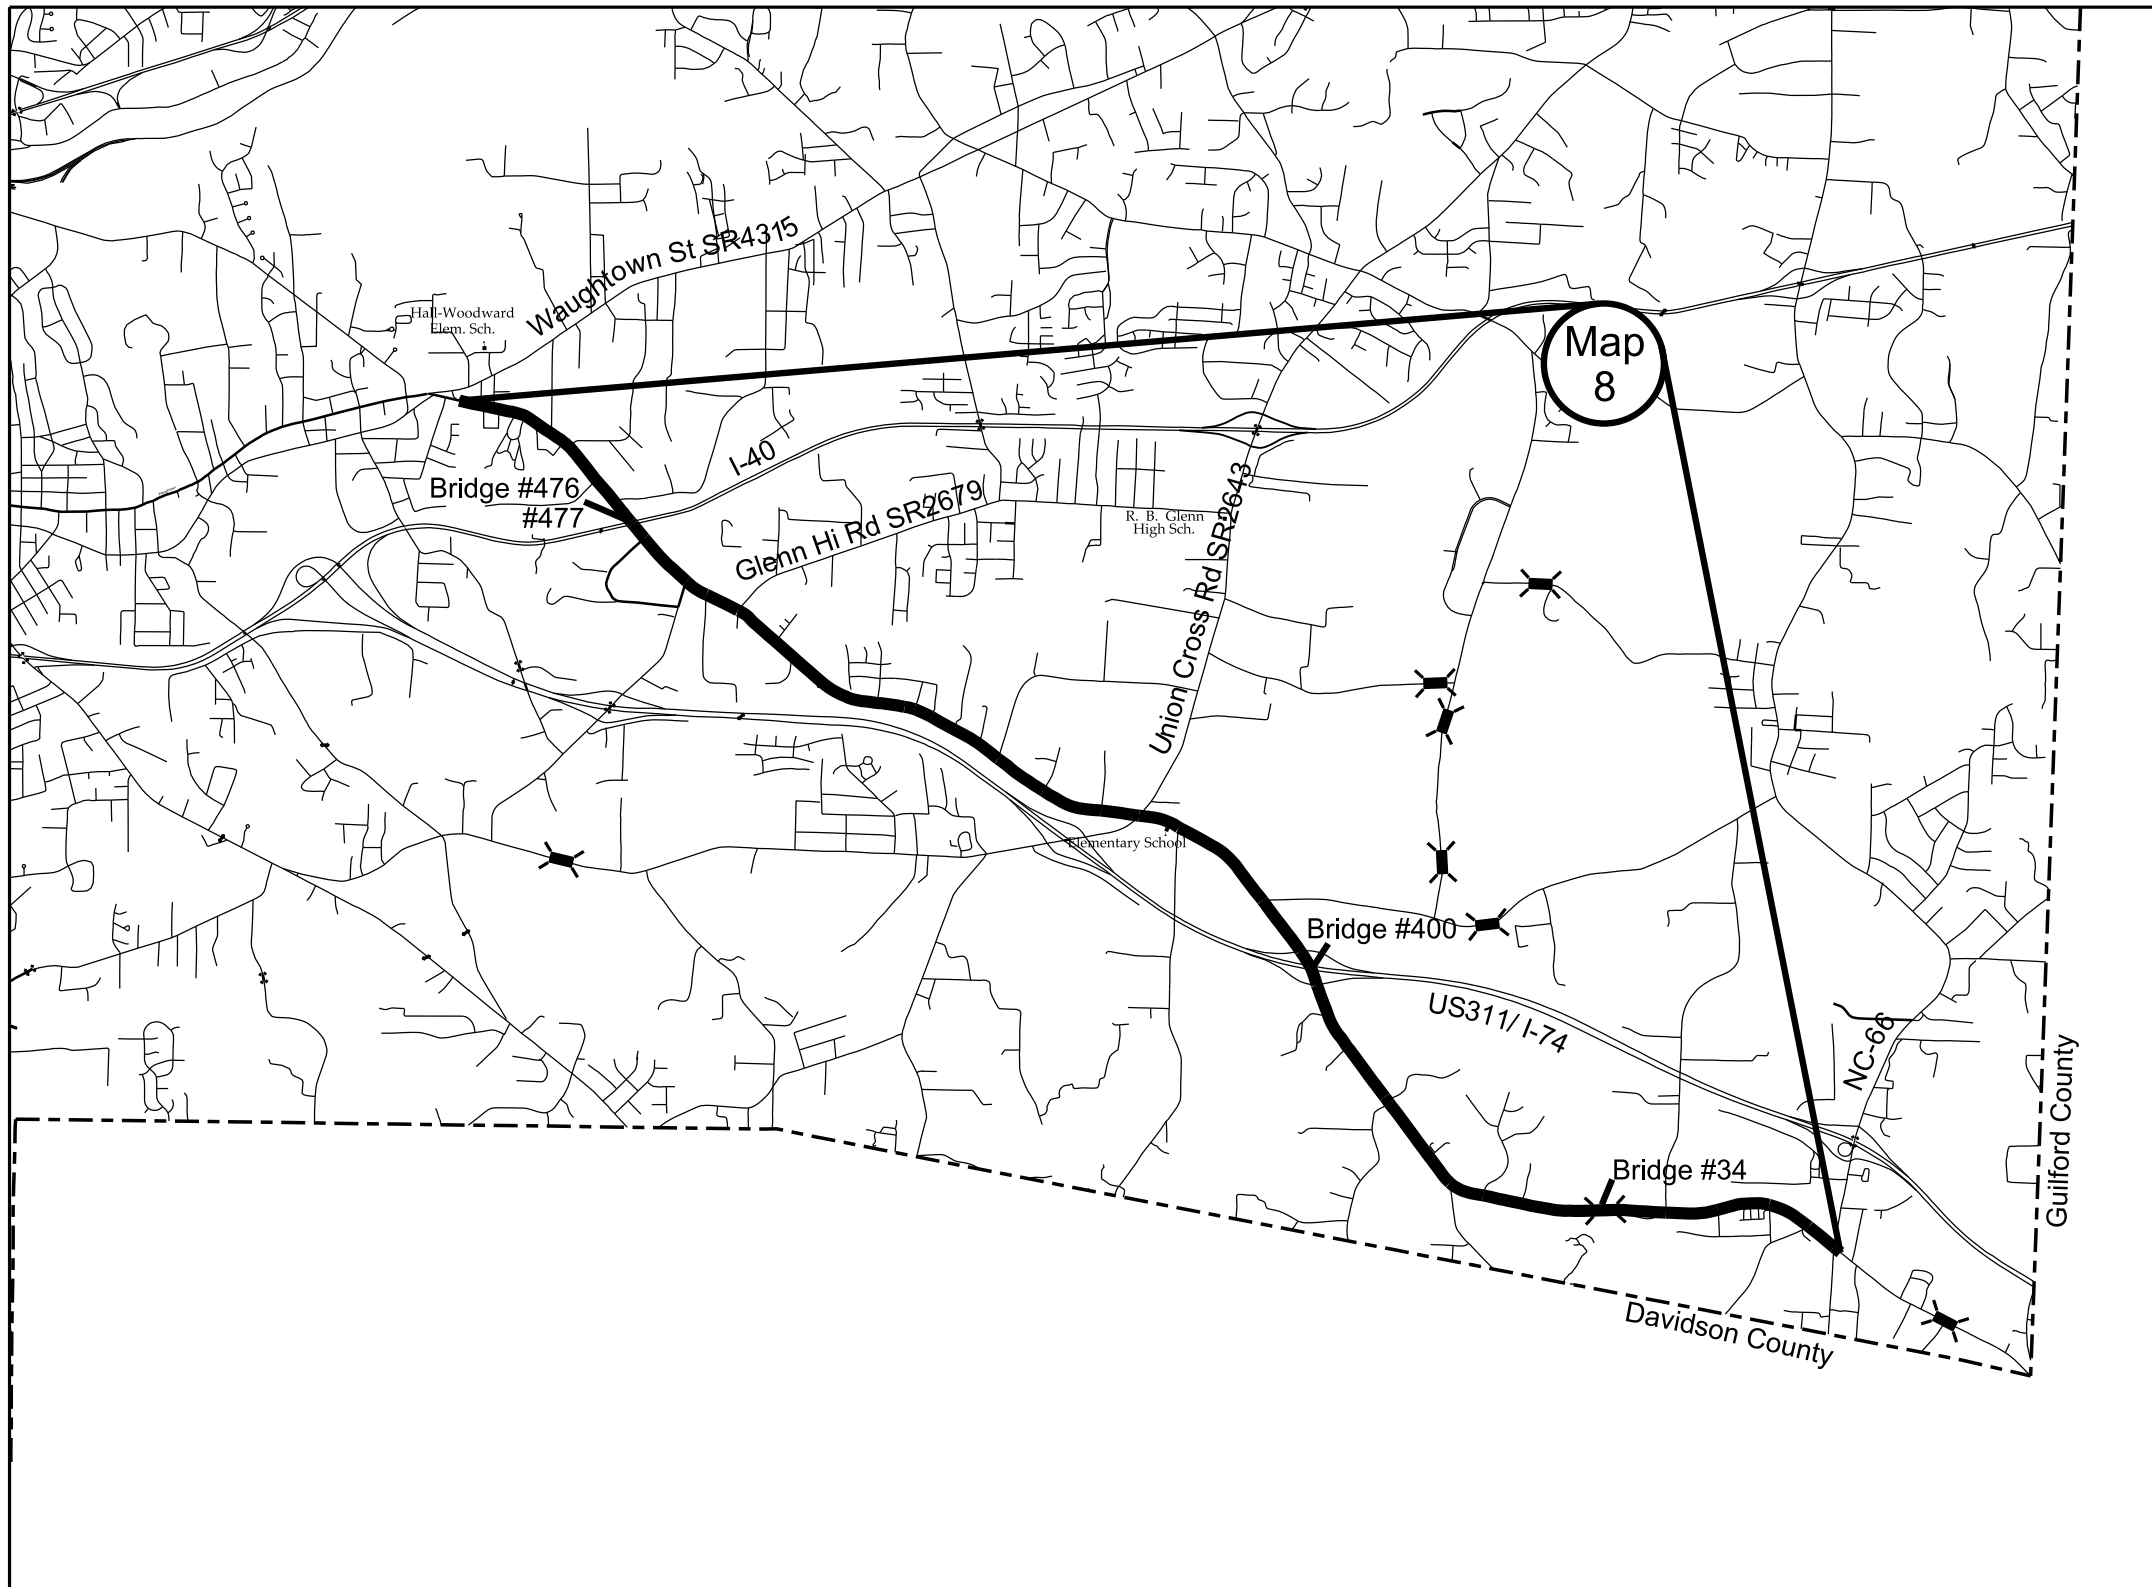 Waughtown St SR4315
Hall-Woodward
Elem. Sch.
Map
8
I-40
Bridge #476
#477
Glenn Hi Rd SR2679
R. B. Glenn
High Sch.
Union Cross Rd SR2643
Elementary School
Bridge #400
US311/ I-74
NC-66
Guilford County
Bridge #34
Davidson County